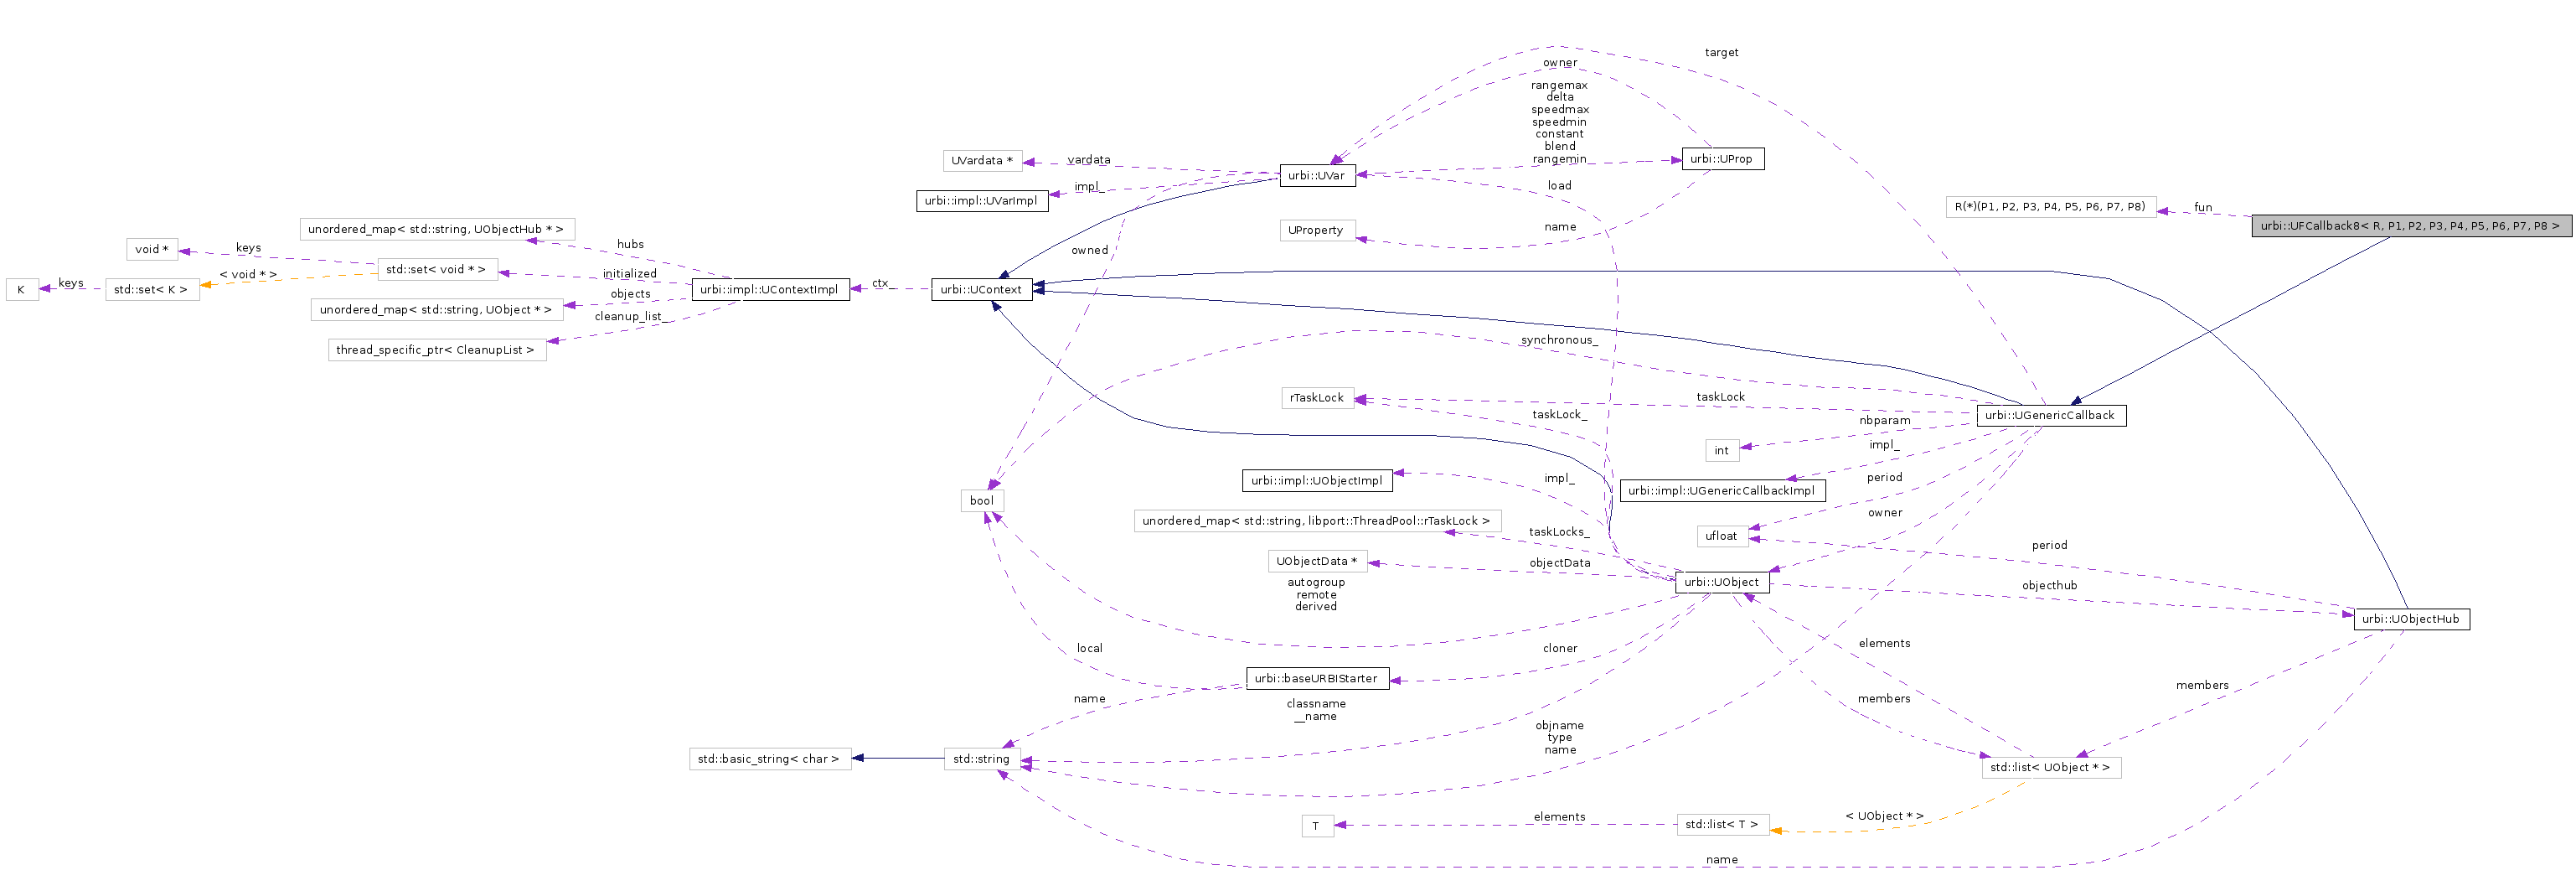 target
owner
rangemax
delta
speedmax
speedmin
constant
blend
rangemin
UVardata *
vardata
urbi::UVar
urbi::UProp
impl_
urbi::impl::UVarImpl
load
R(*)(P1, P2, P3, P4, P5, P6, P7, P8)
fun
urbi::UFCallback8< R, P1, P2, P3, P4, P5, P6, P7, P8 >
unordered_map< std::string, UObjectHub * >
UProperty
name
void *
keys
hubs
owned
std::set< void * >
< void * >
initialized
K
keys
std::set< K >
urbi::impl::UContextImpl
ctx_
urbi::UContext
objects
unordered_map< std::string, UObject * >
cleanup_list_
thread_specific_ptr< CleanupList >
synchronous_
rTaskLock
taskLock
taskLock_
urbi::UGenericCallback
nbparam
int
impl_
urbi::impl::UObjectImpl
impl_
period
urbi::impl::UGenericCallbackImpl
bool
owner
unordered_map< std::string, libport::ThreadPool::rTaskLock >
taskLocks_
ufloat
period
UObjectData *
objectData
autogroup
remote
derived
urbi::UObject
objecthub
urbi::UObjectHub
local
cloner
elements
urbi::baseURBIStarter
members
members
name
classname
__name
objname
type
name
std::basic_string< char >
std::string
std::list< UObject * >
T
elements
std::list< T >
< UObject * >
name